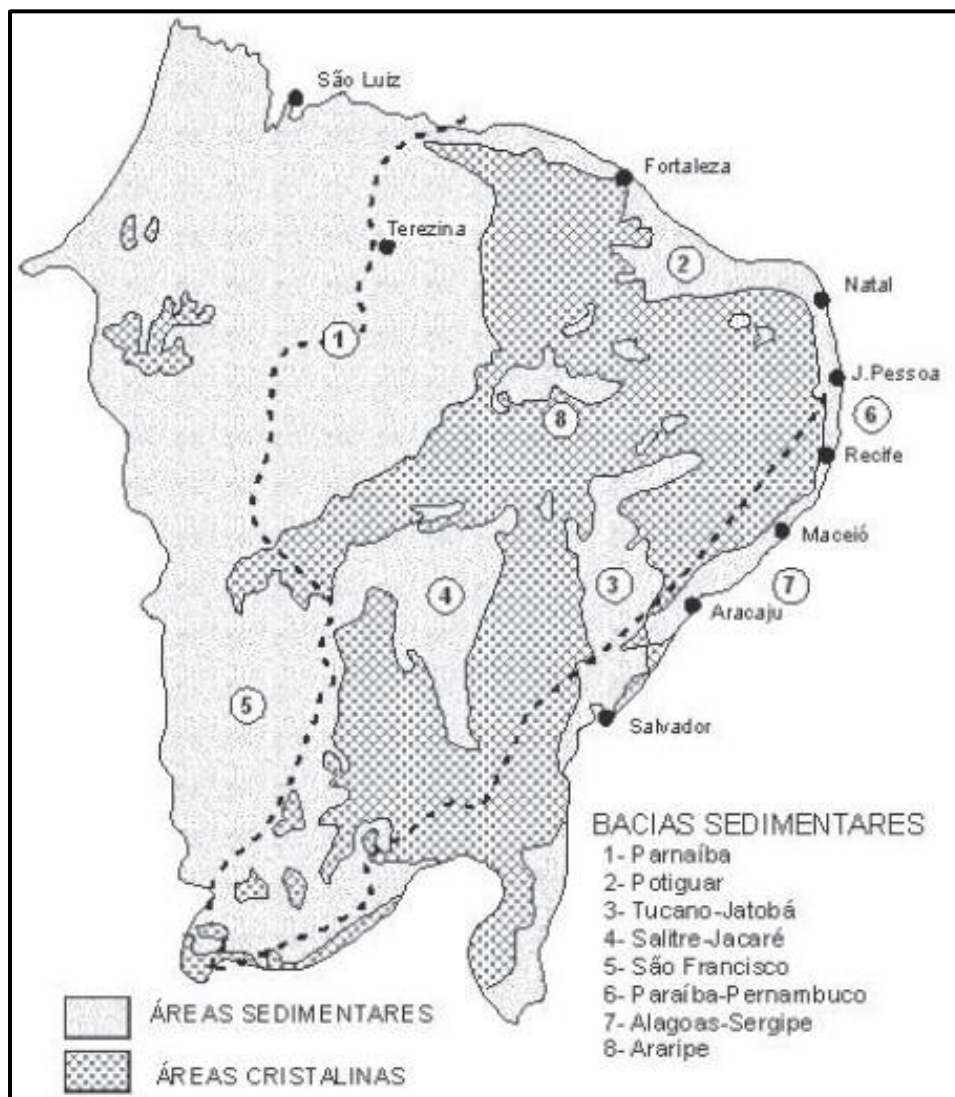 São Luiz
Fortaleza
Terezina
2
Natal
1
J.Pessoa
8
6
Recife
Maceió
4
3
7
Aracaju
5
Salvador
BACIAS SEDIMENTARES
1- Parnaíba
2- Potiguar
3- Tucano-Jatobá
4- Salitre-Jacaré
5- São Francisco
6- Paraíba-Pernambuco
7- Alagoas-Sergipe
8- Araripe
ÁREAS SEDIMENTARES
ÁREAS CRISTALINAS